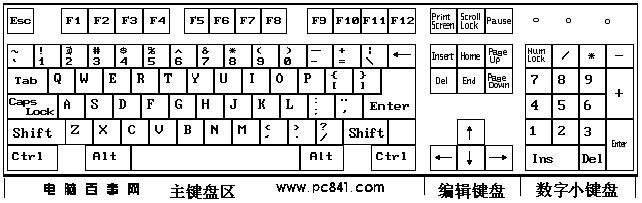 Esc F1 F2 F3 F4 F5 F6 F7 F8 F9 F10 F11 F12 Print Screen Scroll Lock Pause
~ ` ! 1 @ 2 # 3 $ 4 % 5 ^ 6 & 7 * 8 ( 9 ) 0 — - + = | \ ← Insert Home Page Up Num Lock / * -
Tab Q W E R T Y U I O P { [ } ] Del End Page Down 7 8 9 +
Caps Lock A S D F G H J K L : ; " ' Enter 4 5 6
Shift Z X C V B N M < , > . ? / Shift ↑ 1 2 3 Enter
Ctrl Alt Alt Ctrl ← ↓ → Ins Del
电脑百事网 主键盘区 www.pc841.com 编辑键盘 数字小键盘